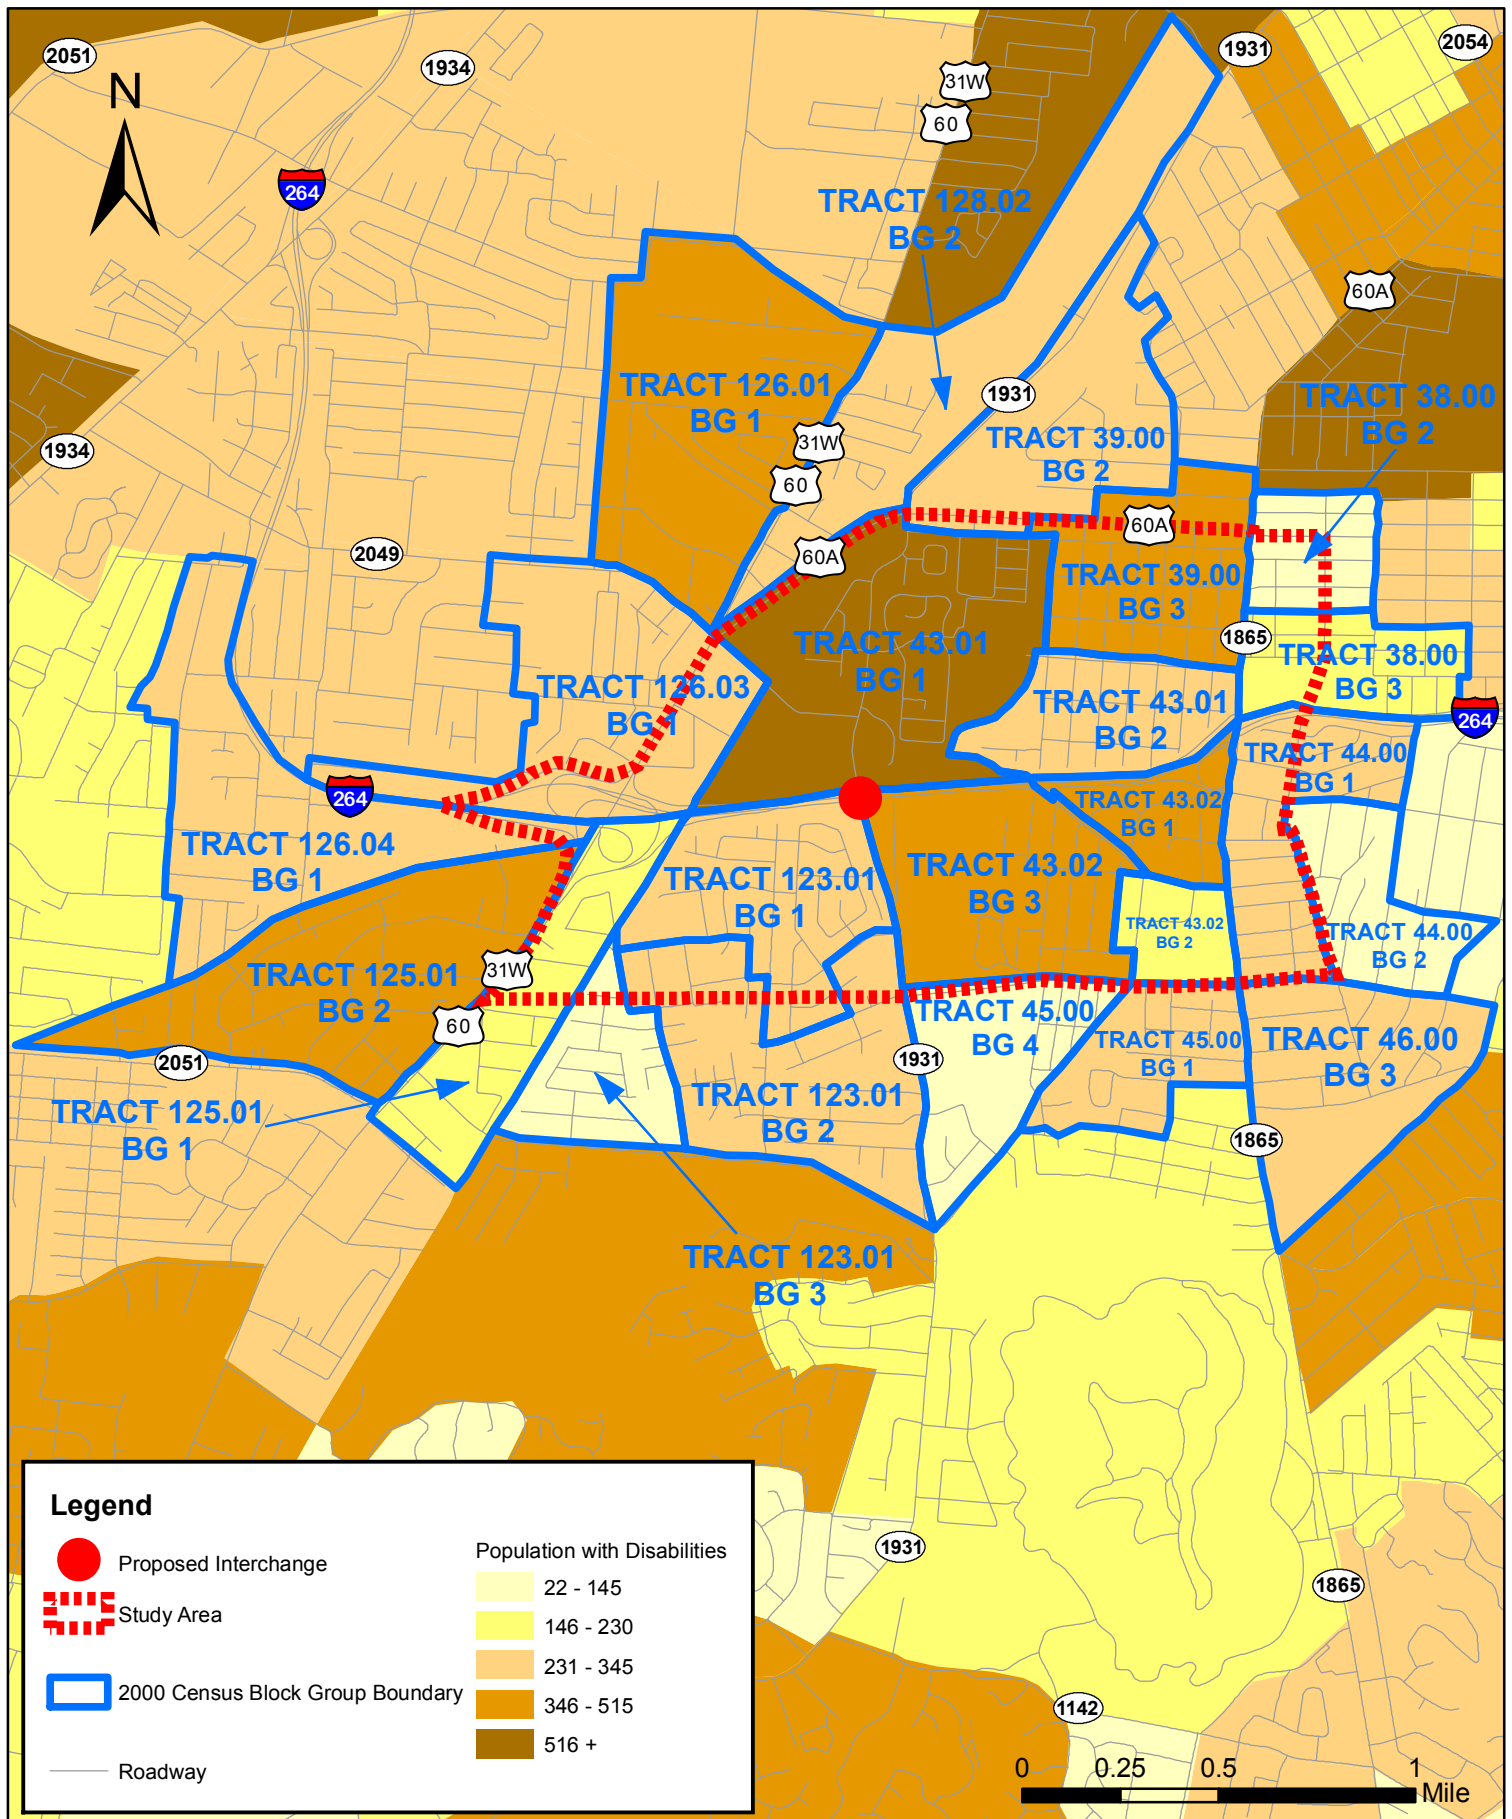 2051
1934
31W
60
1931
2054
N
264
TRACT 128.02
BG 2
60A
TRACT 126.01
BG 1
1931
TRACT 38.00
BG 2
1934
31W
60
TRACT 39.00
BG 2
2049
60A
60A
TRACT 39.00
BG 3
TRACT 43.01
BG 1
1865
TRACT 38.00
BG 3
TRACT 126.03
BG 1
TRACT 43.01
BG 2
264
TRACT 44.00
BG 1
264
TRACT 43.02
BG 1
TRACT 126.04
BG 1
TRACT 123.01
BG 1
TRACT 43.02
BG 3
TRACT 43.02
BG 2
TRACT 44.00
BG 2
TRACT 125.01
BG 2
31W
60
TRACT 45.00
BG 4
TRACT 45.00
BG 1
TRACT 46.00
BG 3
2051
1931
TRACT 125.01
BG 1
TRACT 123.01
BG 2
1865
TRACT 123.01
BG 3
Legend
Proposed Interchange
Study Area
2000 Census Block Group Boundary
Roadway
Population with Disabilities
22 - 145
146 - 230
231 - 345
346 - 515
516 +
1931
1865
1142
0 0.25 0.5 1
Mile